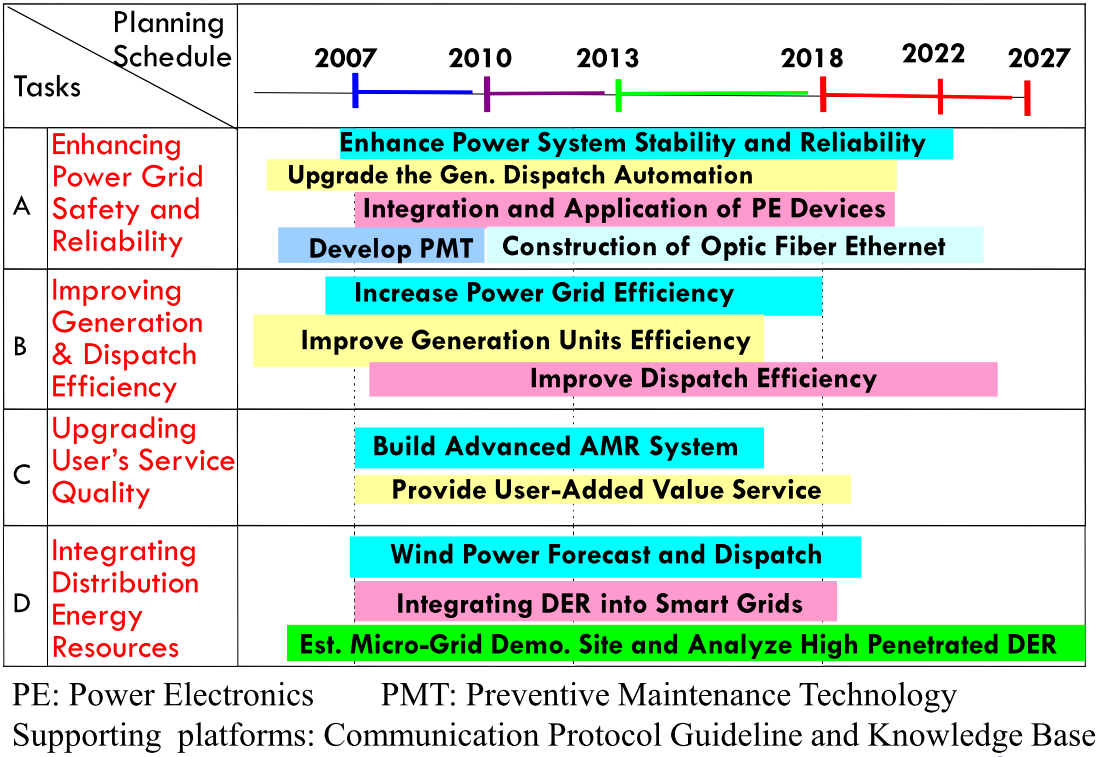 Planning
Schedule
Tasks
2007
2010
2013
2018
2022
2027
A
Enhancing
Power Grid
Safety and
Reliability
Enhance Power System Stability and Reliability
Upgrade the Gen. Dispatch Automation
Integration and Application of PE Devices
Develop PMT
Construction of Optic Fiber Ethernet
B
Improving
Generation
& Dispatch
Efficiency
Increase Power Grid Efficiency
Improve Generation Units Efficiency
Improve Dispatch Efficiency
C
Upgrading
User’s Service
Quality
Build Advanced AMR System
Provide User-Added Value Service
D
Integrating
Distribution
Energy
Resources
Wind Power Forecast and Dispatch
Integrating DER into Smart Grids
Est. Micro-Grid Demo. Site and Analyze High Penetrated DER
PE: Power Electronics PMT: Preventive Maintenance Technology
Supporting platforms: Communication Protocol Guideline and Knowledge Base